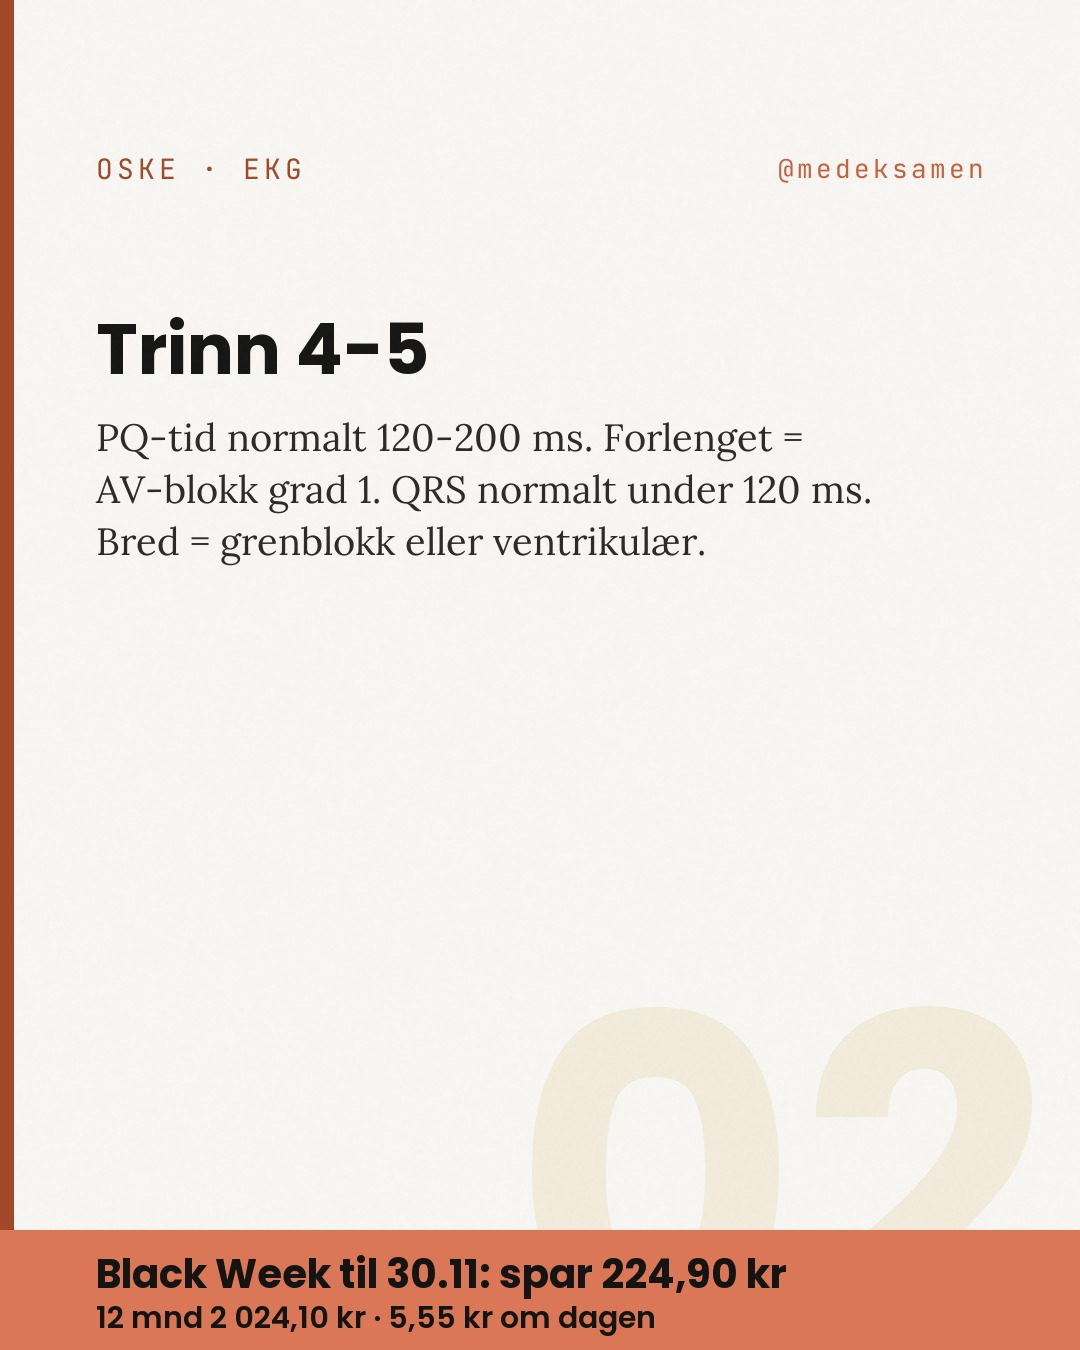 OSKE · EKG
@medeksamen
Trinn 4–5
PQ-tid normalt 120–200 ms. Forlenget =
AV-blokk grad 1. QRS normalt under 120 ms.
Bred = grenblokk eller ventrikulær.
02
Black Week til 30.11: spar 224,90 kr
12 mnd 2 024,10 kr · 5,55 kr om dagen